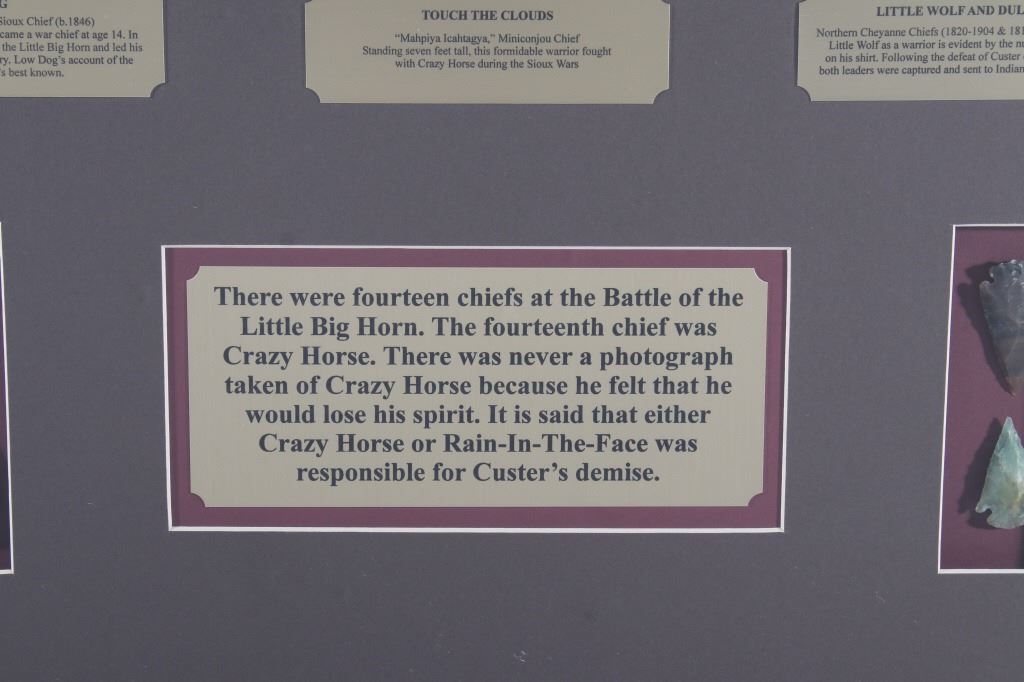 G
Sioux Chief (b.1846)
came a war chief at age 14. In
the Little Big Horn and led his
ry. Low Dog's account of the
's best known.
TOUCH THE CLOUDS
“Mahpiya Icahtagya,” Miniconjou Chief
Standing seven feet tall, this formidable warrior fought
with Crazy Horse during the Sioux Wars
LITTLE WOLF AND DUL
Northern Cheyanne Chiefs (1820-1904 & 181
Little Wolf as a warrior is evident by the nu
on his shirt. Following the defeat of Custer
both leaders were captured and sent to Indian
There were fourteen chiefs at the Battle of the
Little Big Horn. The fourteenth chief was
Crazy Horse. There was never a photograph
taken of Crazy Horse because he felt that he
would lose his spirit. It is said that either
Crazy Horse or Rain-In-The-Face was
responsible for Custer’s demise.